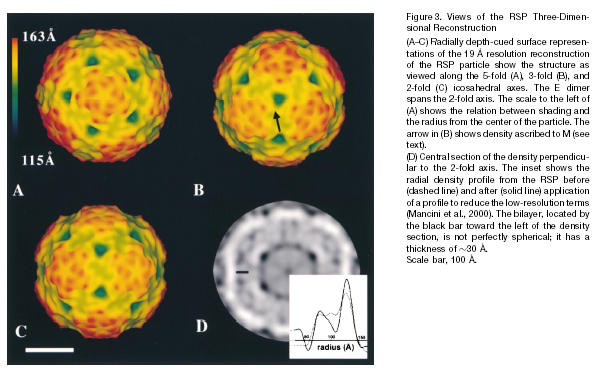 163Å
115Å
A
B
C
D
radius (Å)
100
Figure 3. Views of the RSP Three-Dimen-
sional Reconstruction
(A–C) Radially depth-cued surface represen-
tations of the 19 Å resolution reconstruction
of the RSP particle show the structure as
viewed along the 5-fold (A), 3-fold (B), and
2-fold (C) icosahedral axes. The E dimer
spans the 2-fold axis. The scale to the left of
(A) shows the relation between shading and
the radius from the center of the particle. The
arrow in (B) shows density ascribed to M (see
text).
(D) Central section of the density perpendicu-
lar to the 2-fold axis. The inset shows the
radial density profile from the RSP before
(dashed line) and after (solid line) application
of a profile to reduce the low-resolution terms
(Mancini et al., 2000). The bilayer, located by
the black bar toward the left of the density
section, is not perfectly spherical; it has a
thickness of ~30 Å.
Scale bar, 100 Å.